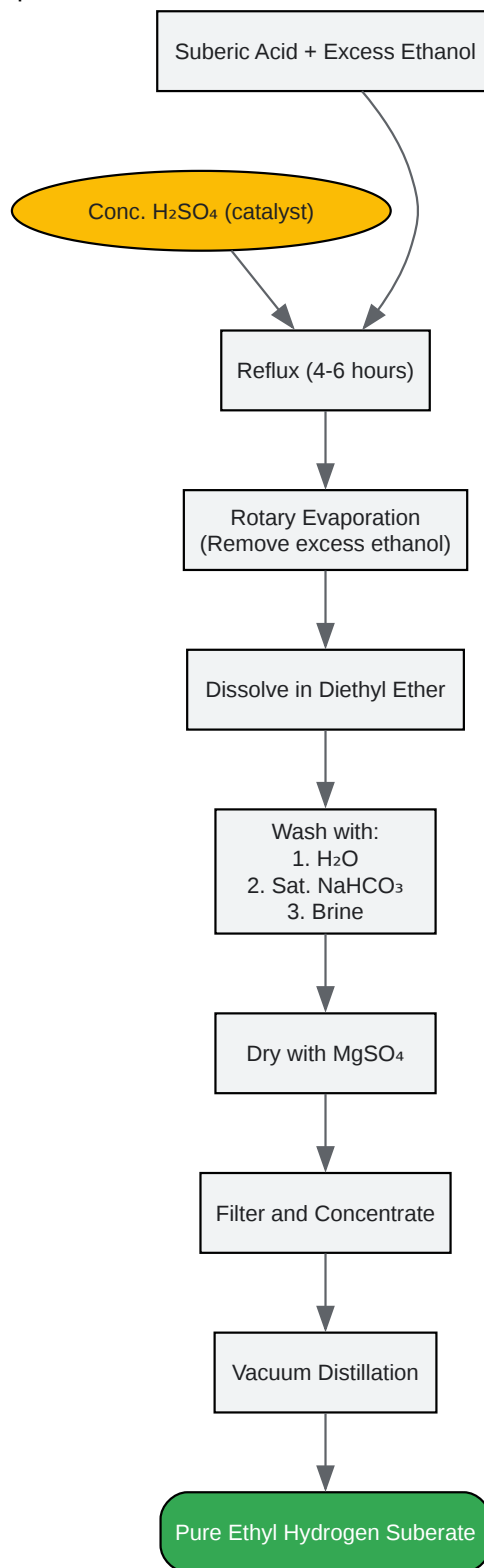 Suberic Acid + Excess Ethanol
Conc. H₂SO₄ (catalyst)
Reflux (4-6 hours)
Rotary Evaporation
(Remove excess ethanol)
Dissolve in Diethyl Ether
Wash with:
1. H₂O
2. Sat. NaHCO₃
3. Brine
Dry with MgSO₄
Filter and Concentrate
Vacuum Distillation
Pure Ethyl Hydrogen Suberate